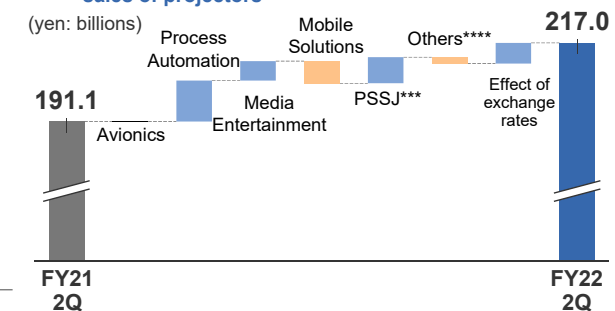 sales of projectors
(yen: billions)
191.1
Avionics
Process
Automation
Media
Entertainment
Mobile
Solutions
PSSJ***
Others****
Effect of
exchange
rates
217.0
FY21
2Q
FY22
2Q